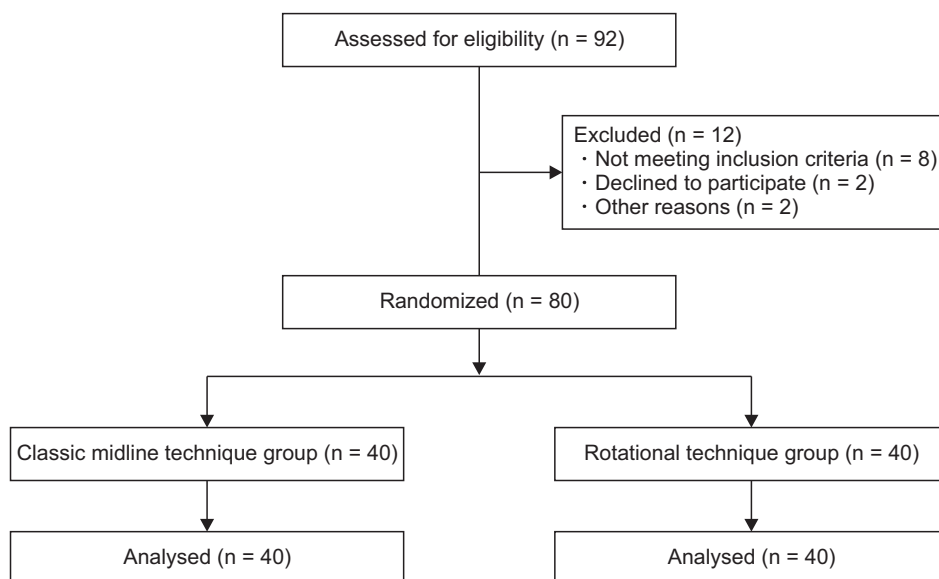 Assessed for eligibility (n = 92)
Excluded (n = 12)
· Not meeting inclusion criteria (n = 8)
· Declined to participate (n = 2)
· Other reasons (n = 2)
Randomized (n = 80)
Classic midline technique group (n = 40)
Rotational technique group (n = 40)
Analysed (n = 40)
Analysed (n = 40)